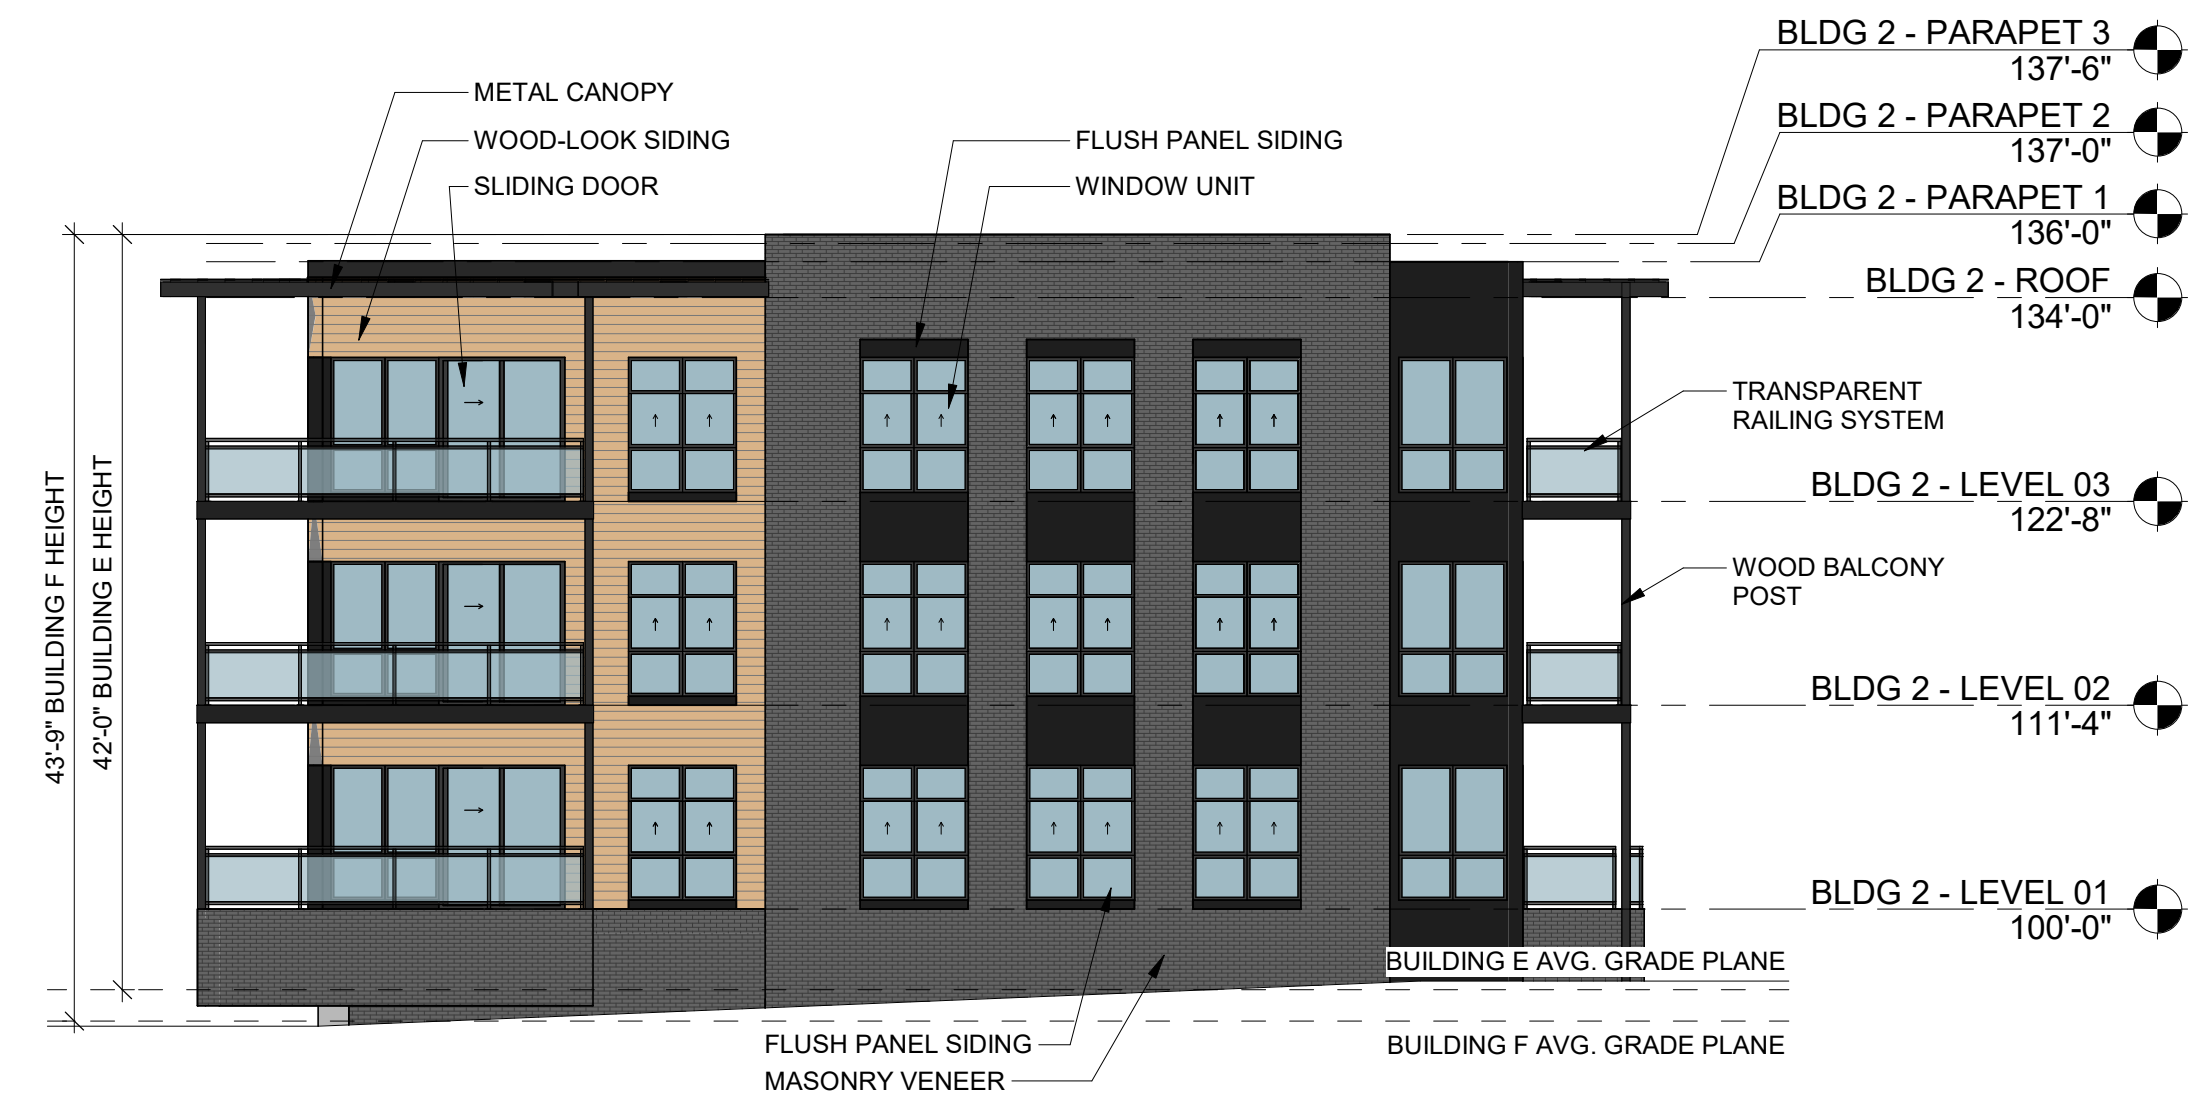 BLDG 2 - PARAPET 3
137'-6"
METAL CANOPY
BLDG 2 - PARAPET 2
137'-0"
WOOD-LOOK SIDING
FLUSH PANEL SIDING
SLIDING DOOR
WINDOW UNIT
BLDG 2 - PARAPET 1
136'-0"
BLDG 2 - ROOF
134'-0"
TRANSPARENT
RAILING SYSTEM
BLDG 2 - LEVEL 03
122'-8"
43'-9" BUILDING F HEIGHT
42'-0" BUILDING E HEIGHT
WOOD BALCONY
POST
BLDG 2 - LEVEL 02
111'-4"
BLDG 2 - LEVEL 01
100'-0"
BUILDING E AVG. GRADE PLANE
FLUSH PANEL SIDING
BUILDING F AVG. GRADE PLANE
MASONRY VENEER